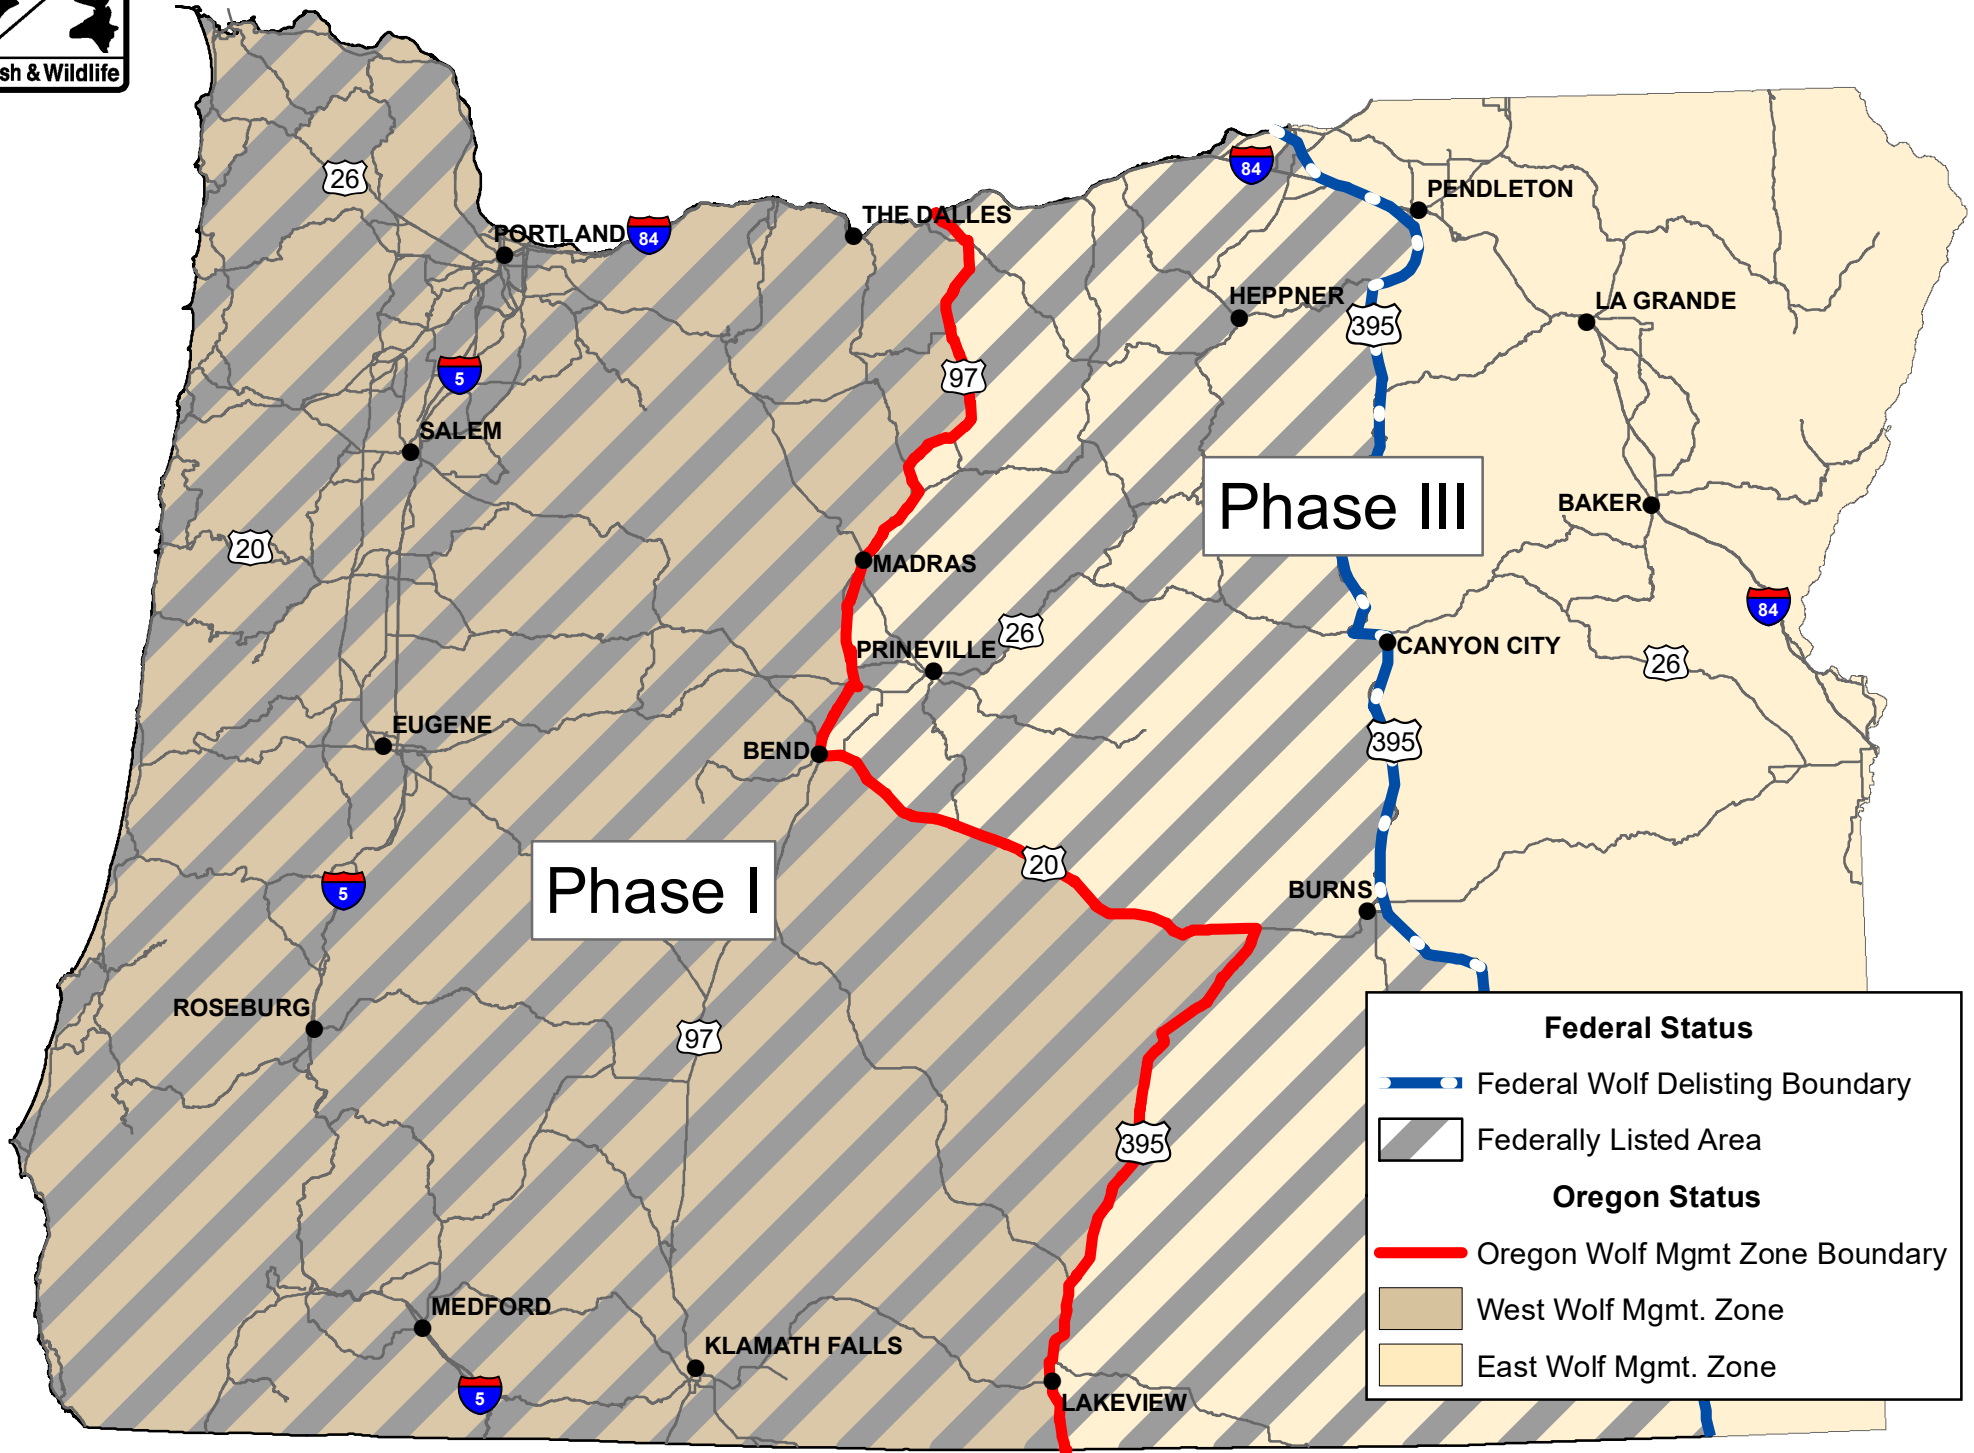 sh & Wildlife
26
84
PENDLETON
THE DALLES
PORTLAND
84
HEPPNER
LA GRANDE
395
97
5
SALEM
Phase III
BAKER
20
MADRAS
84
26
PRINEVILLE
CANYON CITY
26
EUGENE
BEND
395
20
Phase I
5
BURNS
ROSEBURG
97
Federal Status
Federal Wolf Delisting Boundary
Federally Listed Area
395
Oregon Status
Oregon Wolf Mgmt Zone Boundary
West Wolf Mgmt. Zone
East Wolf Mgmt. Zone
MEDFORD
KLAMATH FALLS
5
LAKEVIEW